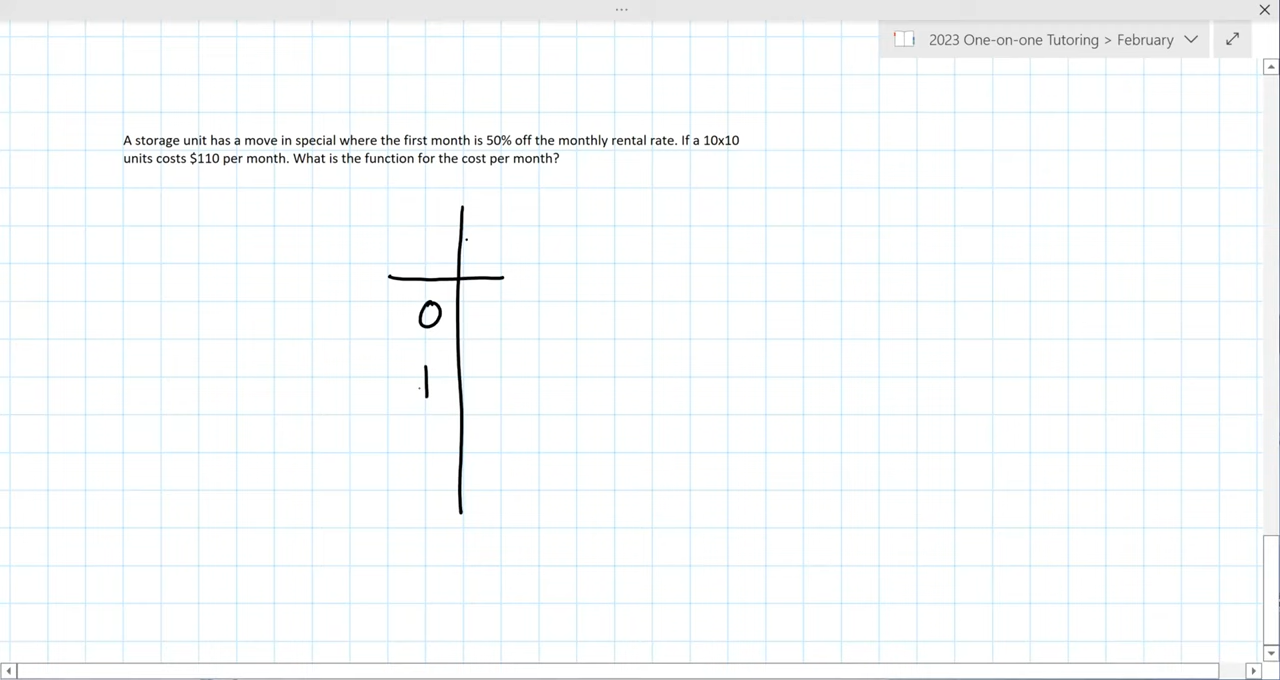 2023 One-on-one Tutoring > February
A storage unit has a move in special where the first month is 50% off the monthly rental rate. If a 10x10
units costs $110 per month. What is the function for the cost per month?
0
1